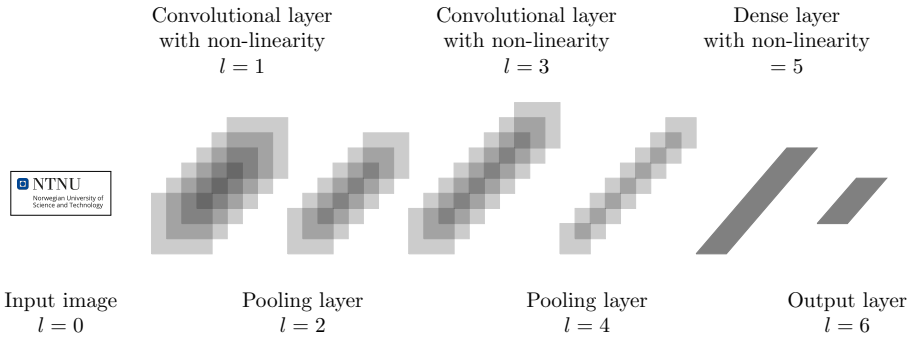 Convolutional layer
with non-linearity
l = 1
Convolutional layer
with non-linearity
l = 3
Dense layer
with non-linearity
= 5
NTNU
Norwegian University of
Science and Technology
Input image
l = 0
Pooling layer
l = 2
Pooling layer
l = 4
Output layer
l = 6